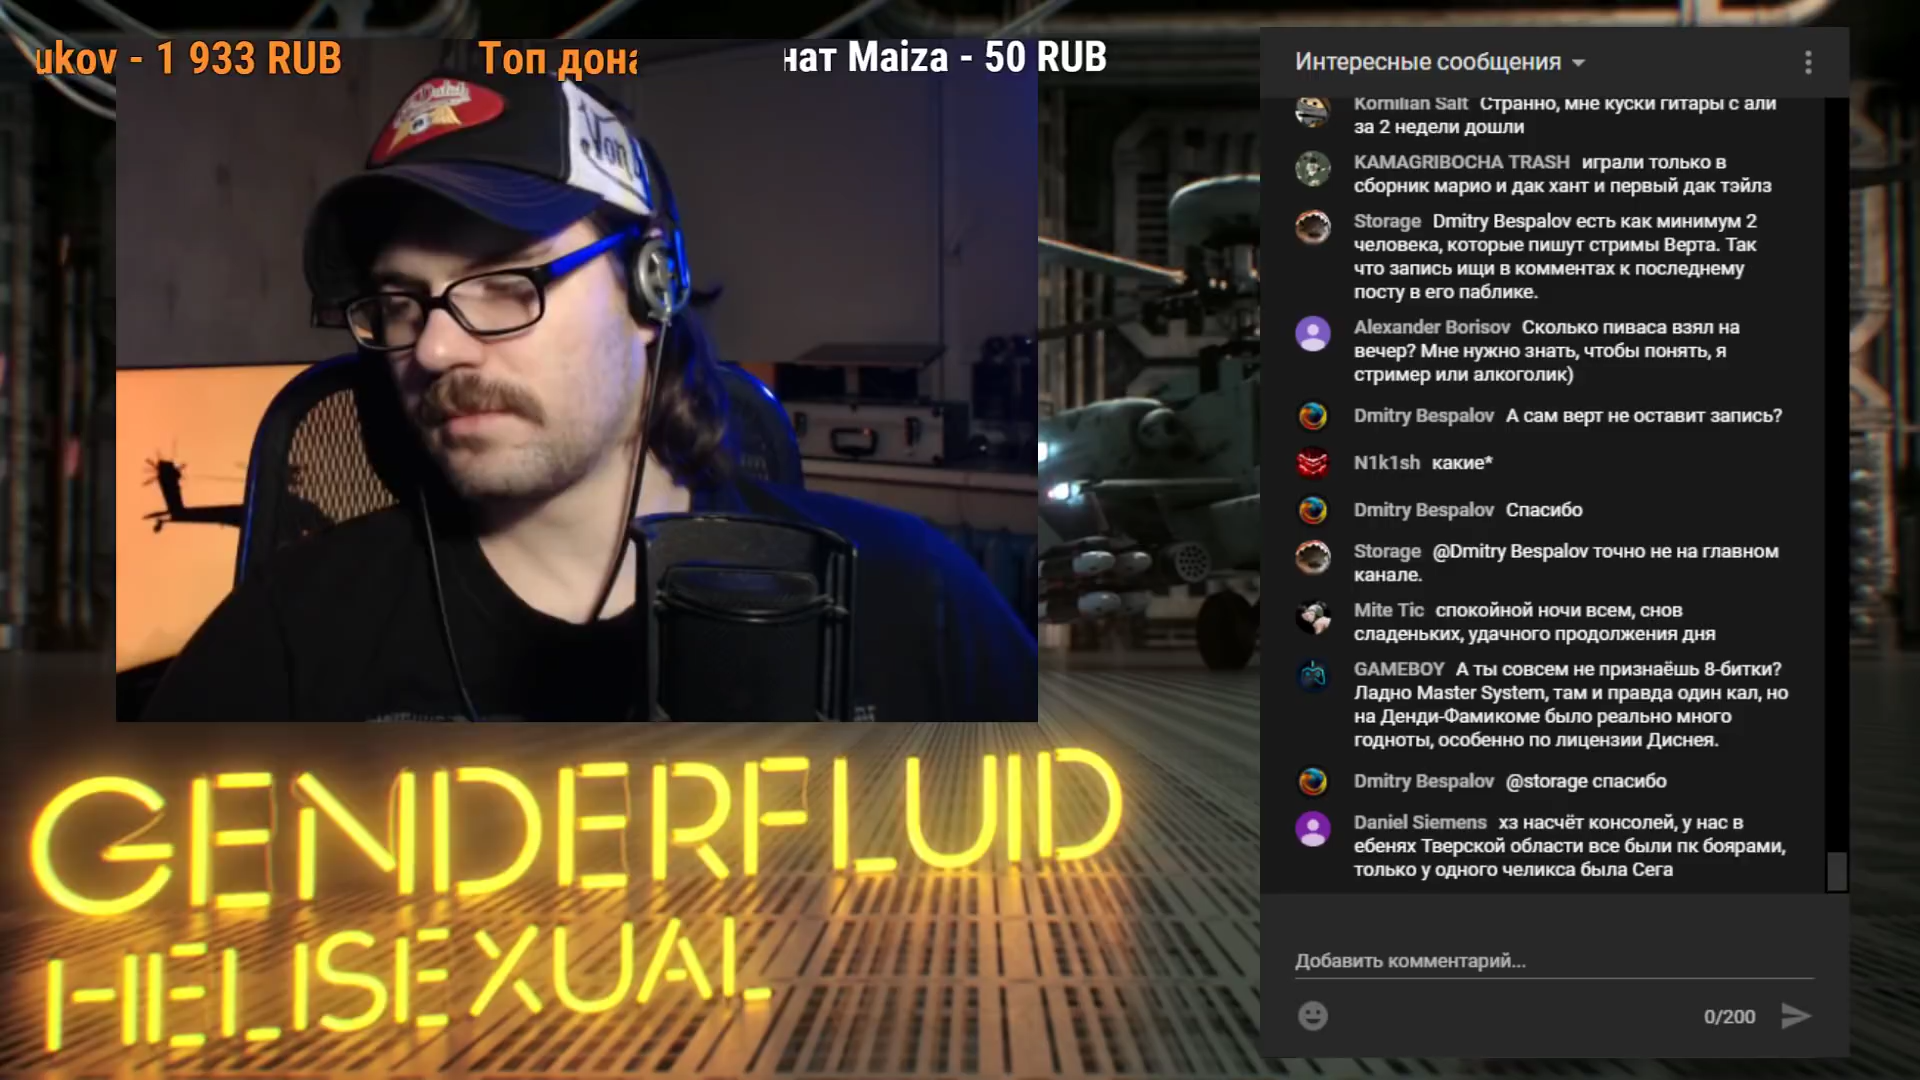 ukov - 1 933 RUB
Топ дона
нат Maiza - 50 RUB
GENDERFLUID
HELISEXUAL
Интересные сообщения
Kornilian Salt Странно, мне куски гитары с али
за 2 недели дошли
KAMAGRIBOCHA TRASH играли только в
сборник марио и дак хант и первый дак тэйлз
Storage Dmitry Bespalov есть как минимум 2
человека, которые пишут стримы Верта. Так
что запись ищи в комментах к последнему
посту в его паблике.
Alexander Borisov Сколько пиваса взял на
вечер? Мне нужно знать, чтобы понять, я
стример или алкоголик)
Dmitry Bespalov А сам верт не оставит запись?
N1k1sh какие*
Dmitry Bespalov Спасибо
Storage @Dmitry Bespalov точно не на главном
канале.
Mite Tic спокойной ночи всем, снов
сладеньких, удачного продолжения дня
GAMEBOY А ты совсем не признаёшь 8-битки?
Ладно Master System, там и правда один кал, но
на Денди-Фамикоме было реально много
годноты, особенно по лицензии Диснея.
Dmitry Bespalov @storage спасибо
Daniel Siemens хз насчёт консолей, у нас в
ебенях Тверской области все были пк боярами,
только у одного челикса была Сега
Добавить комментарий...
0/200